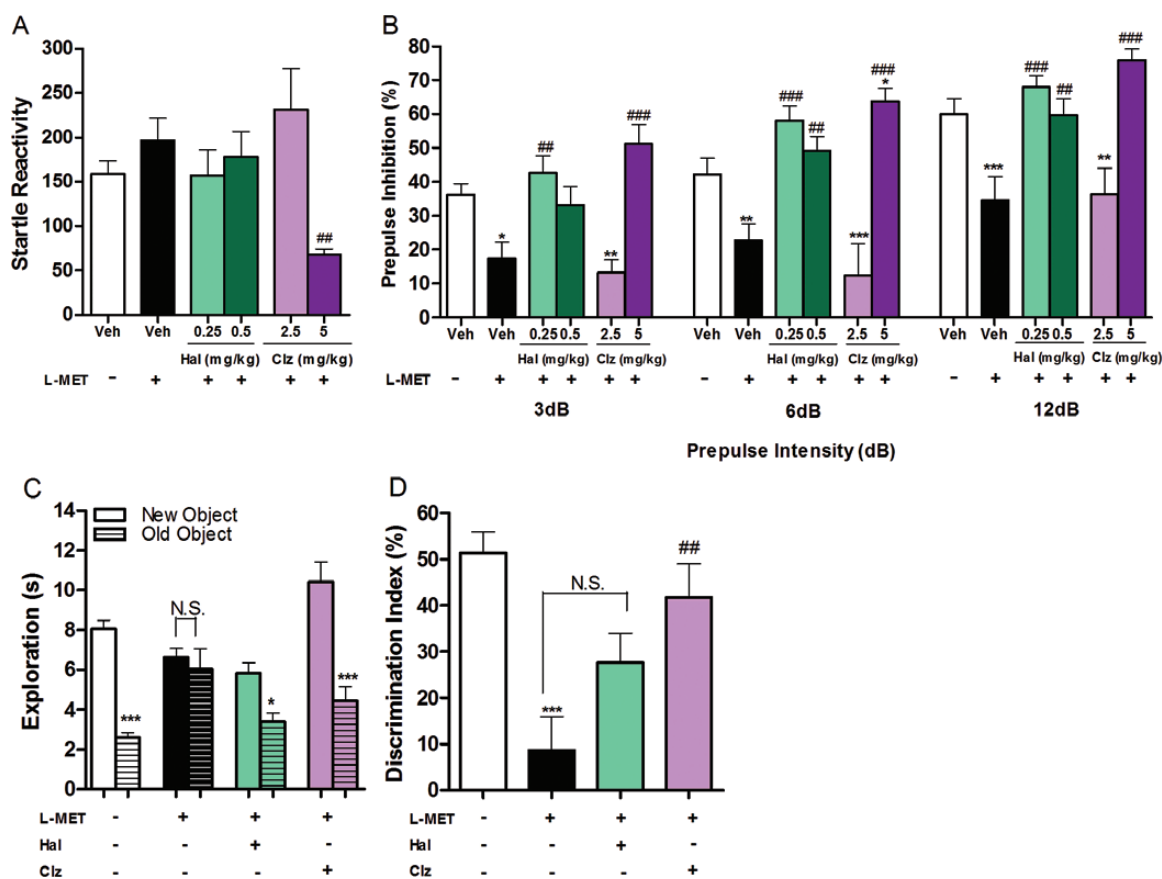 A
Startle Reactivity
300
250
200
150
100
50
0
##
Veh Veh 0.25 0.5 2.5 5
Hal (mg/kg) Clz (mg/kg)
L-MET - + + + + +
B
Prepulse Inhibition (%)
80
60
40
20
0
* ## ** ###
** ### ## *** ### *
*** ### ## ** ###
Veh Veh 0.25 0.5 2.5 5 Veh Veh 0.25 0.5 2.5 5 Veh Veh 0.25 0.5 2.5 5
Hal (mg/kg) Clz (mg/kg) Hal (mg/kg) Clz (mg/kg) Hal (mg/kg) Clz (mg/kg)
L-MET - + + + + + - + + + + + - + + + + +
3dB 6dB 12dB
Prepulse Intensity (dB)
C
Exploration (s)
14
12
10
8
6
4
2
0
New Object
Old Object
*** N.S. * ***
L-MET - + + +
Hal - - + -
Clz - - - +
D
Discrimination Index (%)
60
50
40
30
20
10
0
N.S.
*** ##
L-MET - + + +
Hal - - + -
Clz - - - +